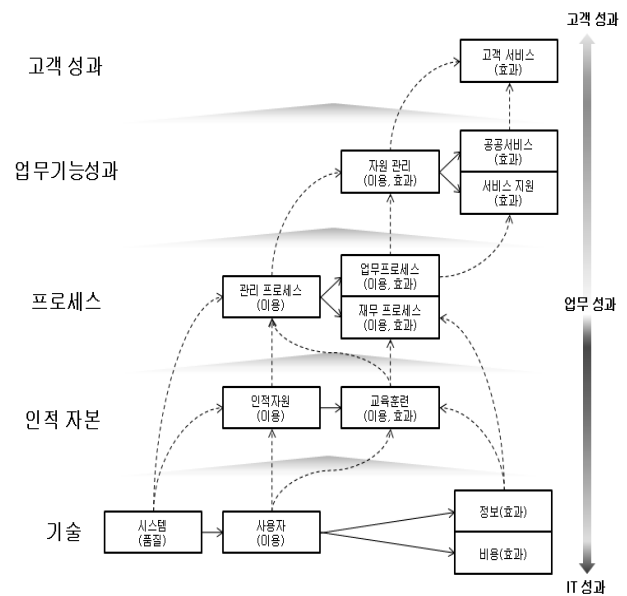 고객 성과
고객 성과
고객 서비스
(효과)
업무기능성과
자원 관리
(이용, 효과)
공공서비스
(효과)
서비스 지원
(효과)
프로세스
관리 프로세스
(이용)
업무프로세스
(이용, 효과)
재무 프로세스
(이용, 효과)
업무 성과
인적 자본
인적자원
(이용)
교육훈련
(이용, 효과)
기술
시스템
(품질)
사용자
(이용)
정보(효과)
비용(효과)
IT 성과